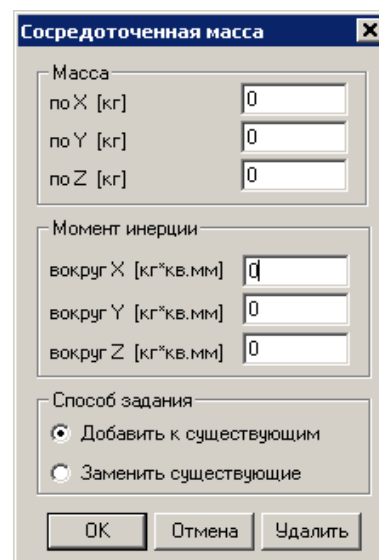 Сосредоточенная масса
Масса
по X [кг] 0
по Y [кг] 0
по Z [кг] 0
Момент инерции
вокруг X [кг*кв.мм] 0
вокруг Y [кг*кв.мм] 0
вокруг Z [кг*кв.мм] 0
Способ задания
Добавить к существующим
Заменить существующие
OK Отмена Удалить